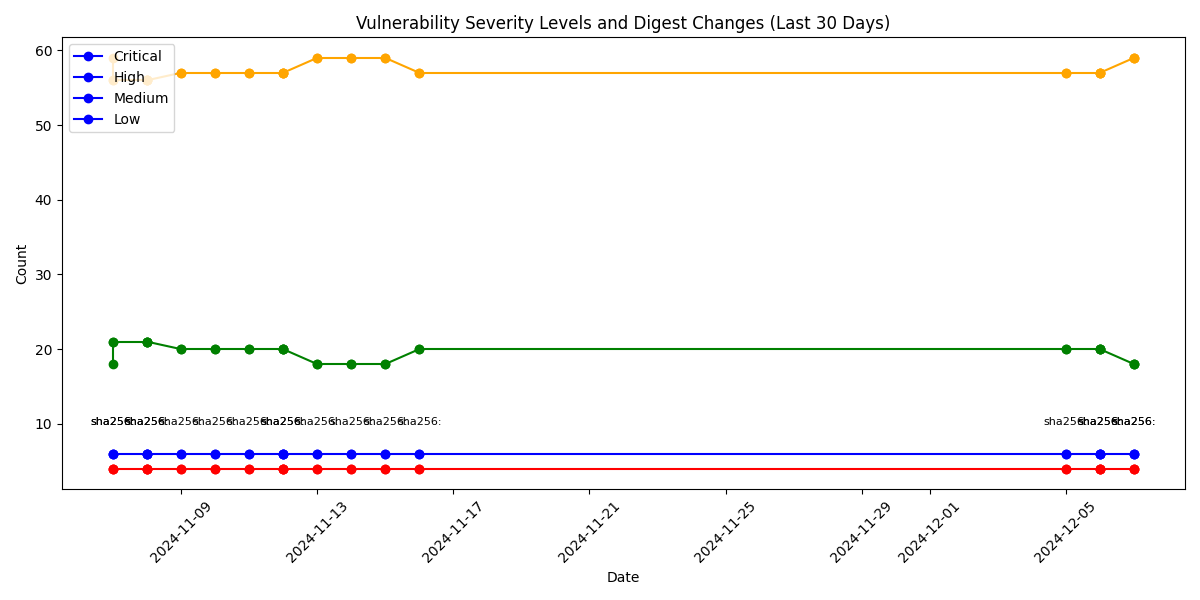 Vulnerability Severity Levels and Digest Changes (Last 30 Days)
60
50
40
30
20
10
Count
Critical
High
Medium
Low
sha256: sha256: sha256: sha256: sha256: sha256: sha256: sha256: sha256: sha256: sha256: sha256: sha256:
2024-11-09 2024-11-13 2024-11-17 2024-11-21 2024-11-25 2024-11-29 2024-12-01 2024-12-05
Date